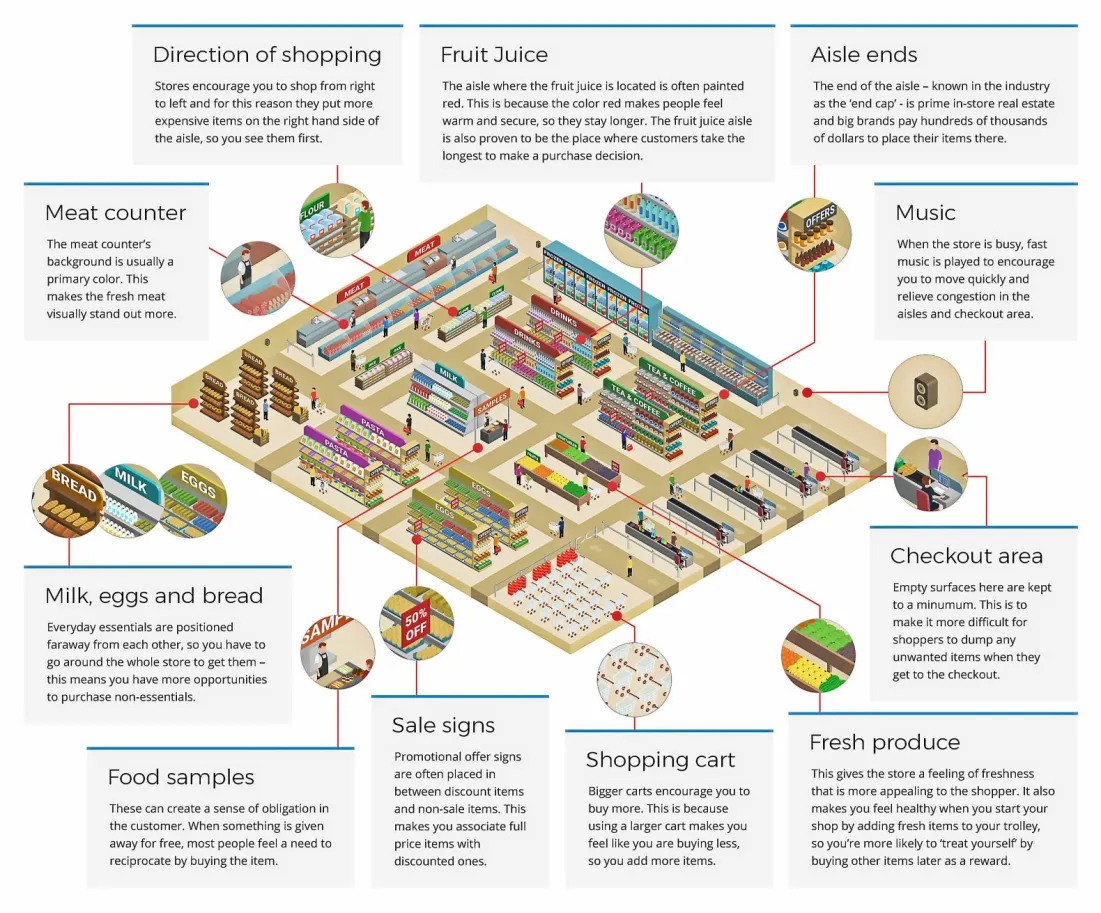 Direction of shopping
Stores encourage you to shop from right
to left and for this reason they put more
expensive items on the right hand side of
the aisle, so you see them first.
Fruit Juice
The aisle where the fruit juice is located is often painted
red. This is because the color red makes people feel
warm and secure, so they stay longer. The fruit juice aisle
is also proven to be the place where customers take the
longest to make a purchase decision.
Aisle ends
The end of the aisle – known in the industry
as the ‘end cap’ - is prime in-store real estate
and big brands pay hundreds of thousands
of dollars to place their items there.
Meat counter
The meat counter’s
background is usually a
primary color. This
makes the fresh meat
visually stand out more.
Music
When the store is busy, fast
music is played to encourage
you to move quickly and
relieve congestion in the
aisles and checkout area.
FLOUR
OFFERS
MEAT
MEAT
FROZEN FROZEN FROZEN FROZEN FROZEN
DRINKS
DRINKS
MILK
SAMPLES
TEA & COFFEE
TEA & COFFEE
BREAD
BREAD
BREAD
BREAD
PASTA
PASTA
EGGS
EGGS
BREAD
MILK
EGGS
Milk, eggs and bread
Everyday essentials are positioned
faraway from each other, so you have to
go around the whole store to get them –
this means you have more opportunities
to purchase non-essentials.
Checkout area
Empty surfaces here are kept
to a minumum. This is to
make it more difficult for
shoppers to dump any
unwanted items when they
get to the checkout.
SAMP
50%
OFF
Food samples
These can create a sense of obligation in
the customer. When something is given
away for free, most people feel a need to
reciprocate by buying the item.
Sale signs
Promotional offer signs
are often placed in
between discount items
and non-sale items. This
makes you associate full
price items with
discounted ones.
Shopping cart
Bigger carts encourage you to
buy more. This is because
using a larger cart makes you
feel like you are buying less,
so you add more items.
Fresh produce
This gives the store a feeling of freshness
that is more appealing to the shopper. It also
makes you feel healthy when you start your
shop by adding fresh items to your trolley,
so you’re more likely to ‘treat yourself’ by
buying other items later as a reward.